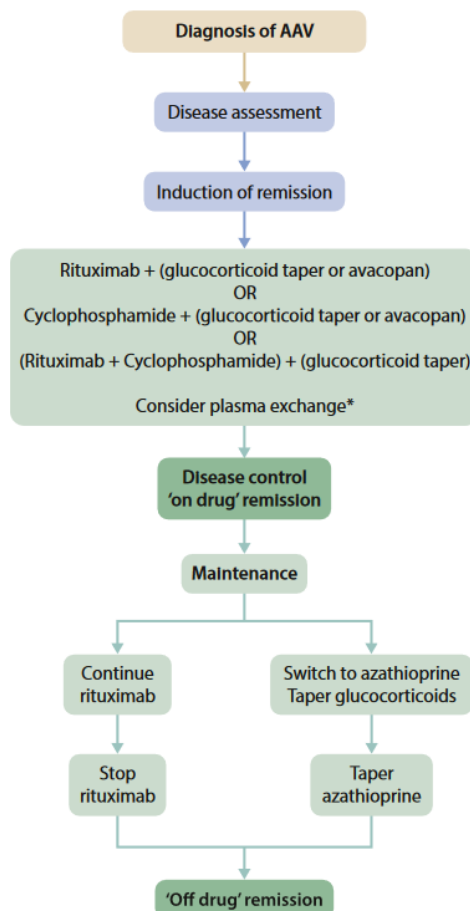 Diagnosis of AAV
Disease assessment
Induction of remission
Rituximab + (glucocorticoid taper or avacopan)
OR
Cyclophosphamide + (glucocorticoid taper or avacopan)
OR
(Rituximab + Cyclophosphamide) + (glucocorticoid taper)
Consider plasma exchange*
Disease control
'on drug' remission
Maintenance
Continue
rituximab
Switch to azathioprine
Taper glucocorticoids
Stop
rituximab
Taper
azathioprine
'Off drug' remission